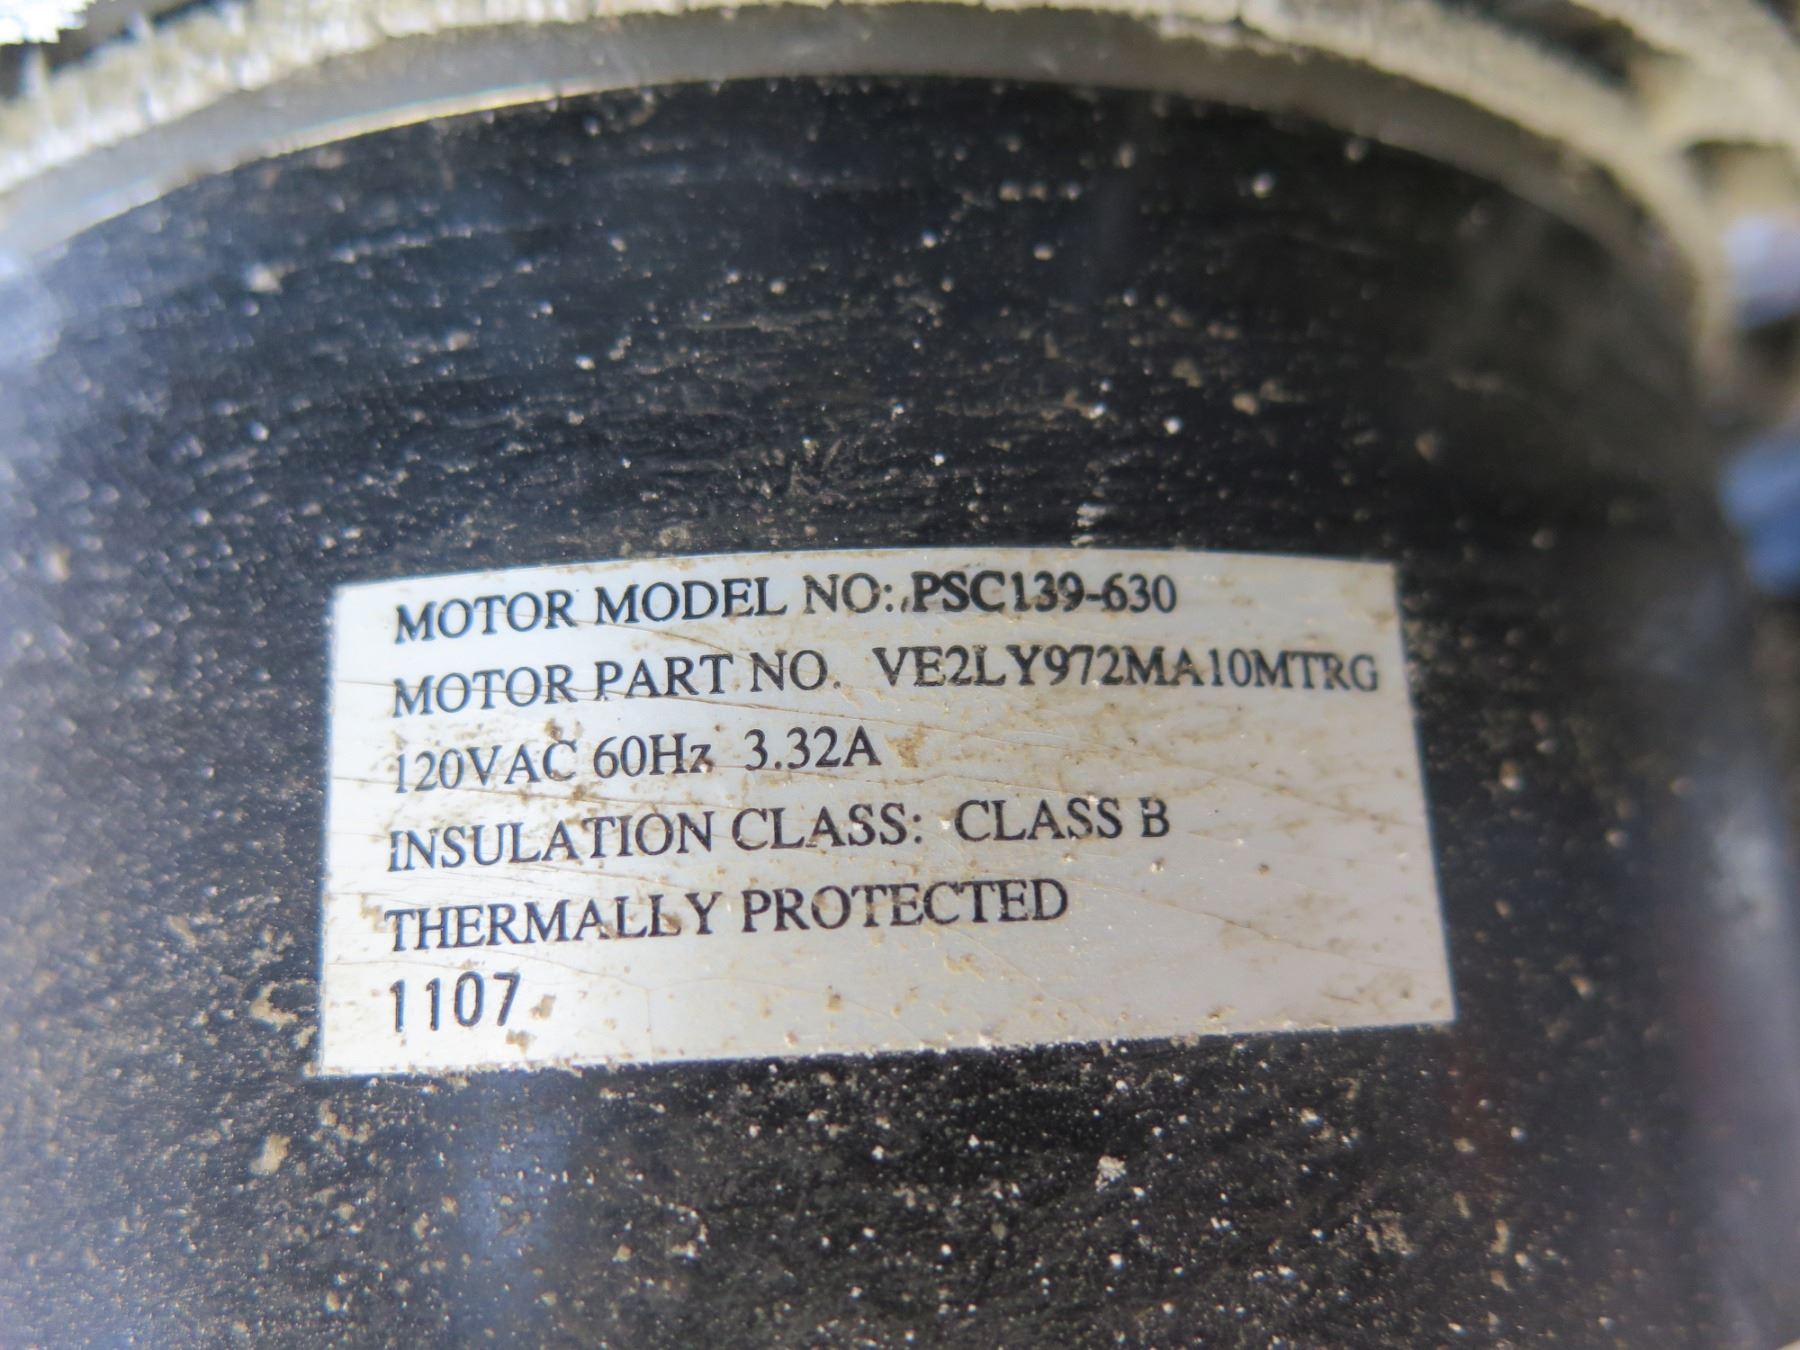 MOTOR MODEL NO: PSC139-630
MOTOR PART NO. VE2LY972MA10MTRG
120VAC 60Hz 3.32A
INSULATION CLASS: CLASS B
THERMALLY PROTECTED
1107